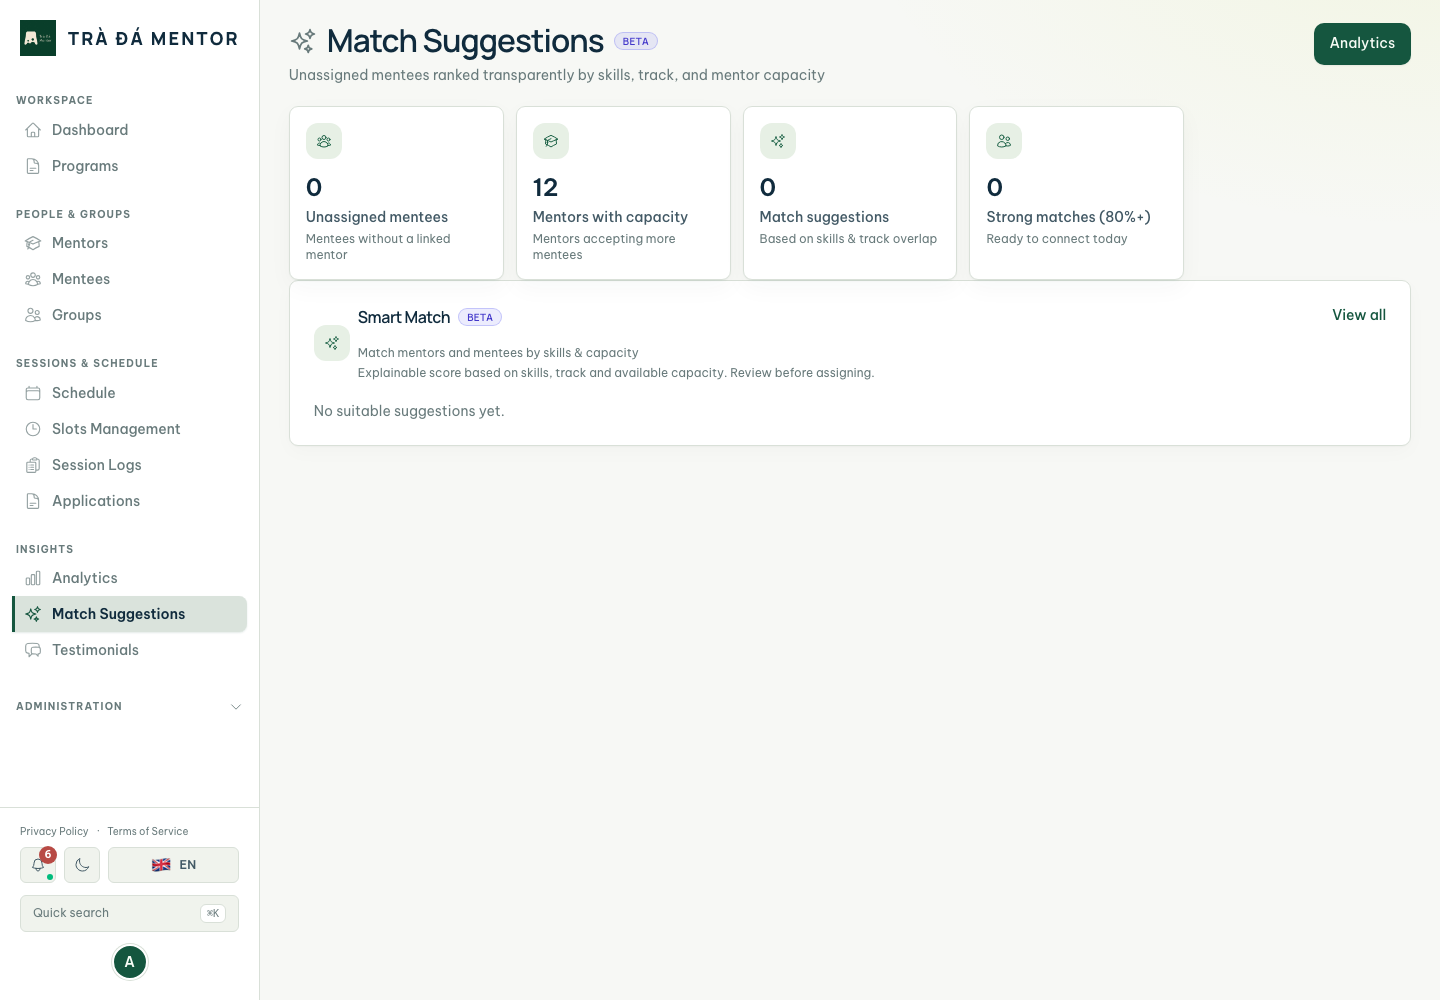 TRÀ ĐÁ MENTOR
WORKSPACE
Dashboard
Programs
PEOPLE & GROUPS
Mentors
Mentees
Groups
SESSIONS & SCHEDULE
Schedule
Slots Management
Session Logs
Applications
INSIGHTS
Analytics
Match Suggestions
Testimonials
ADMINISTRATION
Privacy Policy · Terms of Service
6
EN
Quick search ⌘K
A
Match Suggestions BETA
Analytics
Unassigned mentees ranked transparently by skills, track, and mentor capacity
0
Unassigned mentees
Mentees without a linked
mentor
12
Mentors with capacity
Mentors accepting more
mentees
0
Match suggestions
Based on skills & track overlap
0
Strong matches (80%+)
Ready to connect today
Smart Match BETA
View all
Match mentors and mentees by skills & capacity
Explainable score based on skills, track and available capacity. Review before assigning.
No suitable suggestions yet.